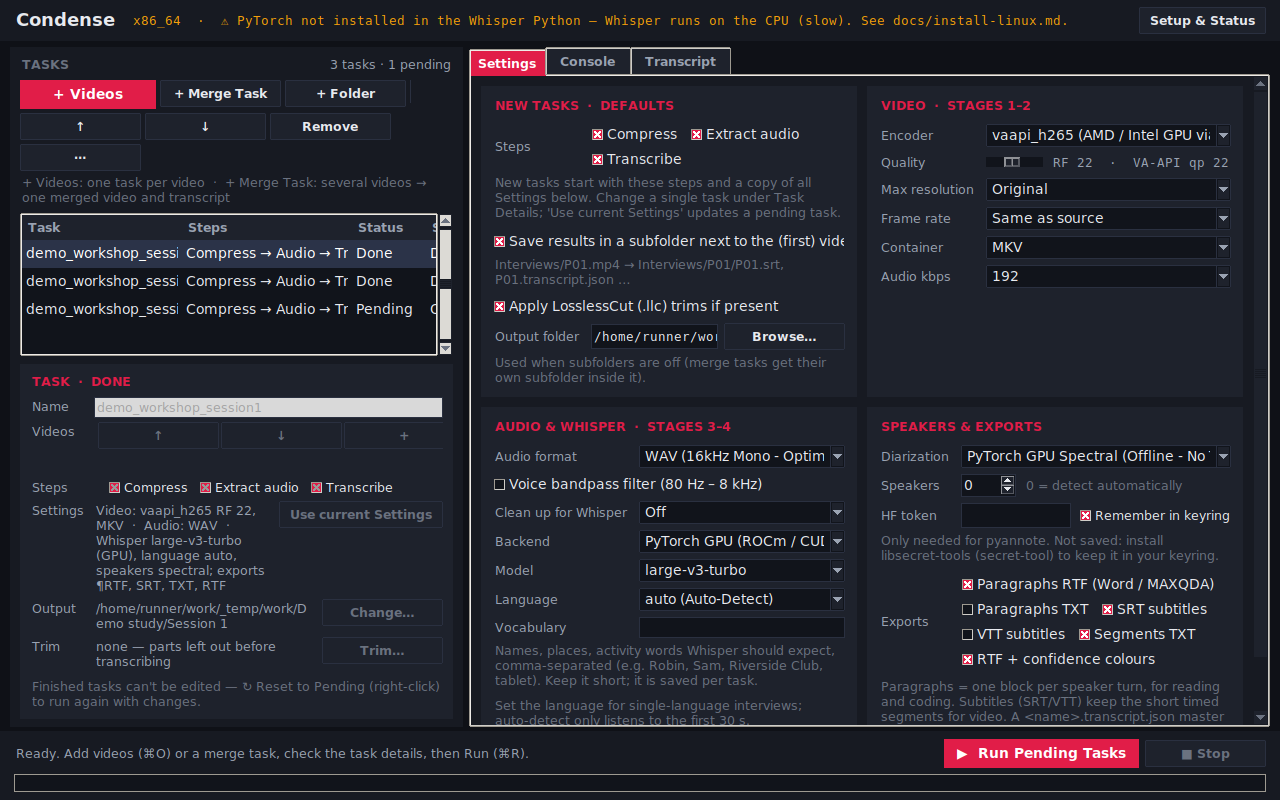 Condense x86_64 · ⚠ PyTorch not installed in the Whisper Python — Whisper runs on the CPU (slow). See docs/install-linux.md. Setup & Status
TASKS 3 tasks · 1 pending
+ Videos + Merge Task + Folder
↑ ↓ Remove
…
+ Videos: one task per video · + Merge Task: several videos →
one merged video and transcript
Task Steps Status
demo_workshop_sessi Compress → Audio → Tr Done
demo_workshop_sessi Compress → Audio → Tr Done
demo_workshop_sessi Compress → Audio → Tr Pending
TASK · DONE
Name demo_workshop_session1
Videos ↑ ↓ +
Steps Compress Extract audio Transcribe
Settings Video: vaapi_h265 RF 22,
MKV · Audio: WAV ·
Whisper large-v3-turbo
(GPU), language auto,
speakers spectral; exports
¶RTF, SRT, TXT, RTF
Use current Settings
Output /home/runner/work/_temp/work/D
emo study/Session 1
Change…
Trim none — parts left out before
transcribing
Trim…
Finished tasks can't be edited — ↻ Reset to Pending (right-click)
to run again with changes.
Settings Console Transcript
NEW TASKS · DEFAULTS
Steps Compress Extract audio
Transcribe
New tasks start with these steps and a copy of all
Settings below. Change a single task under Task
Details; 'Use current Settings' updates a pending task.
Save results in a subfolder next to the (first) vide
Interviews/P01.mp4 → Interviews/P01/P01.srt,
P01.transcript.json …
Apply LosslessCut (.llc) trims if present
Output folder /home/runner/wor Browse…
Used when subfolders are off (merge tasks get their
own subfolder inside it).
VIDEO · STAGES 1–2
Encoder vaapi_h265 (AMD / Intel GPU via
Quality RF 22 · VA-API qp 22
Max resolution Original
Frame rate Same as source
Container MKV
Audio kbps 192
AUDIO & WHISPER · STAGES 3–4
Audio format WAV (16kHz Mono - Optim
Voice bandpass filter (80 Hz – 8 kHz)
Clean up for Whisper Off
Backend PyTorch GPU (ROCm / CUD
Model large-v3-turbo
Language auto (Auto-Detect)
Vocabulary
Names, places, activity words Whisper should expect,
comma-separated (e.g. Robin, Sam, Riverside Club,
tablet). Keep it short; it is saved per task.
Set the language for single-language interviews;
auto-detect only listens to the first 30 s.
SPEAKERS & EXPORTS
Diarization PyTorch GPU Spectral (Offline - No
Speakers 0 0 = detect automatically
HF token Remember in keyring
Only needed for pyannote. Not saved: install
libsecret-tools (secret-tool) to keep it in your keyring.
Exports
Paragraphs RTF (Word / MAXQDA)
Paragraphs TXT SRT subtitles
VTT subtitles Segments TXT
RTF + confidence colours
Paragraphs = one block per speaker turn, for reading
and coding. Subtitles (SRT/VTT) keep the short timed
segments for video. A <name>.transcript.json master
Ready. Add videos (⌘O) or a merge task, check the task details, then Run (⌘R).
▶ Run Pending Tasks ■ Stop